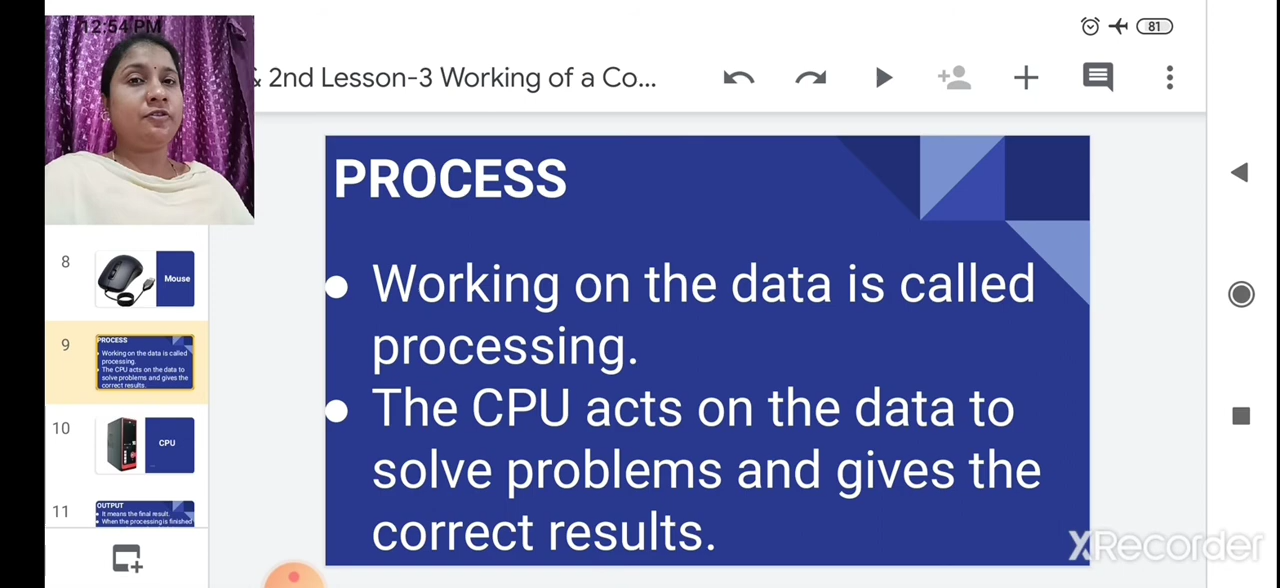 12:54 PM
81
& 2nd Lesson-3 Working of a Co...
PROCESS
• Working on the data is called
processing.
• The CPU acts on the data to
solve problems and gives the
correct results.
8
Mouse
9
PROCESS
Working on the data is called
processing.
The CPU acts on the data to
solve problems and gives the
correct results.
10
CPU
11
OUTPUT
• It means the final result.
• When the processing is finished
XRecorder